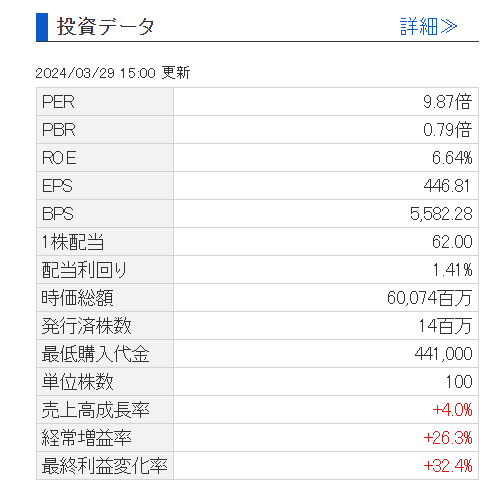 投資データ 詳細≫
2024/03/29 15:00 更新
PER 9.87倍
PBR 0.79倍
ROE 6.64%
EPS 446.81
BPS 5,582.28
1株配当 62.00
配当利回り 1.41%
時価総額 60,074百万
発行済株数 14百万
最低購入代金 441,000
単位株数 100
売上高成長率 +4.0%
経常増益率 +26.3%
最終利益変化率 +32.4%